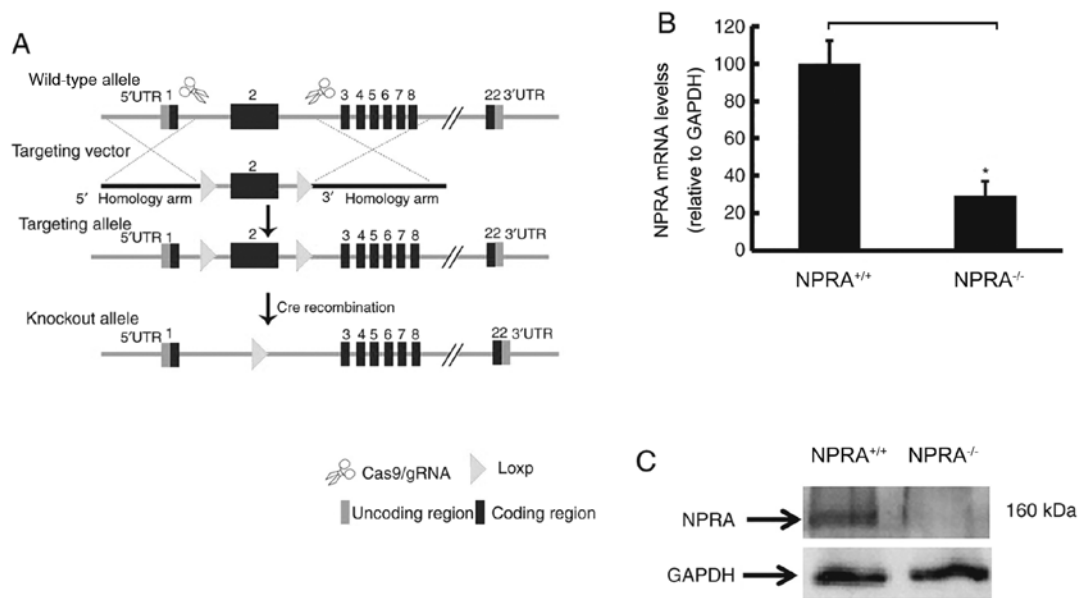 A
Wild-type allele
5′UTR 1
2
3 4 5 6 7 8
22 3′UTR
Targeting vector
2
5′ Homology arm
3′ Homology arm
Targeting allele
5′UTR 1
2
3 4 5 6 7 8
22 3′UTR
Cre recombination
Knockout allele
5′UTR 1
3 4 5 6 7 8
22 3′UTR
Cas9/gRNA
Loxp
Uncoding region
Coding region
B
NPRA mRNA levelss
(relative to GAPDH)
120
100
80
60
40
20
0
*
NPRA+/+
NPRA-/-
C
NPRA+/+ NPRA-/-
NPRA
160 kDa
GAPDH